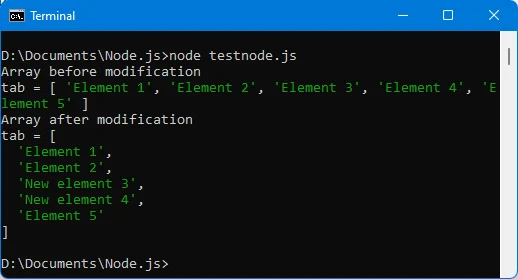 Terminal
D:\Documents\Node.js>node testnode.js
Array before modification
tab = [ 'Element 1', 'Element 2', 'Element 3', 'Element 4', 'E
lement 5' ]
Array after modification
tab = [
  'Element 1',
  'Element 2',
  'New element 3',
  'New element 4',
  'Element 5'
]
D:\Documents\Node.js>